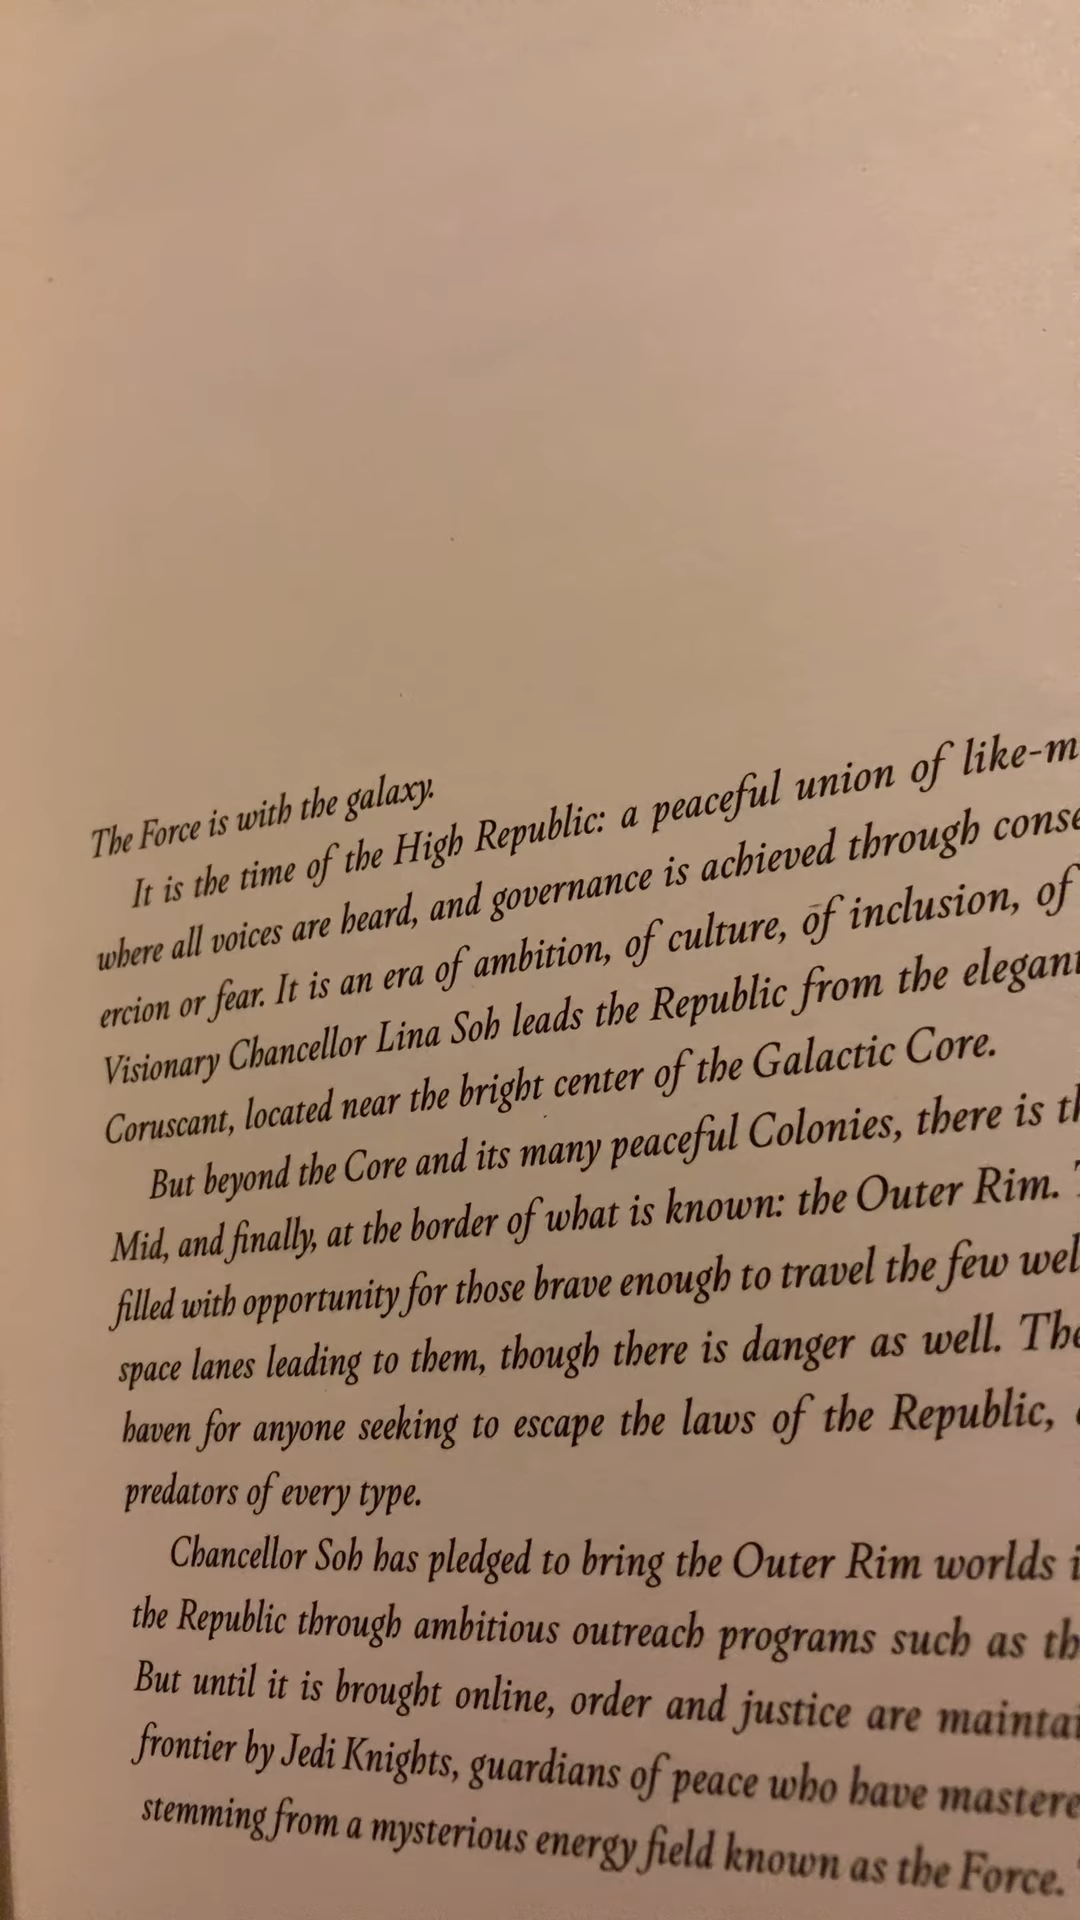 The Force is with the galaxy.
It is the time of the High Republic: a peaceful union of like-m
where all voices are heard, and governance is achieved through conse
ercion or fear. It is an era of ambition, of culture, of inclusion, of
Visionary Chancellor Lina Soh leads the Republic from the elegant
Coruscant, located near the bright center of the Galactic Core.
But beyond the Core and its many peaceful Colonies, there is th
Mid, and finally, at the border of what is known: the Outer Rim. T
filled with opportunity for those brave enough to travel the few wel
space lanes leading to them, though there is danger as well. The
haven for anyone seeking to escape the laws of the Republic,
predators of every type.
Chancellor Soh has pledged to bring the Outer Rim worlds i
the Republic through ambitious outreach programs such as th
But until it is brought online, order and justice are maintai
frontier by Jedi Knights, guardians of peace who have mastere
stemming from a mysterious energy field known as the Force.